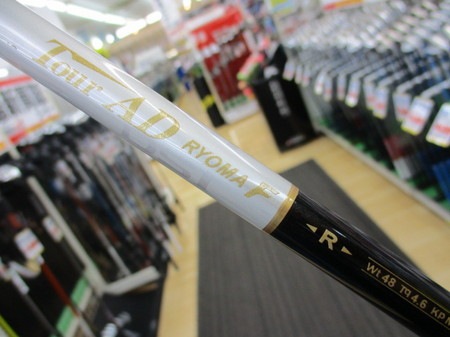 Tour AD
RYOMA F
R
Wt.48 TQ 4.6 KP